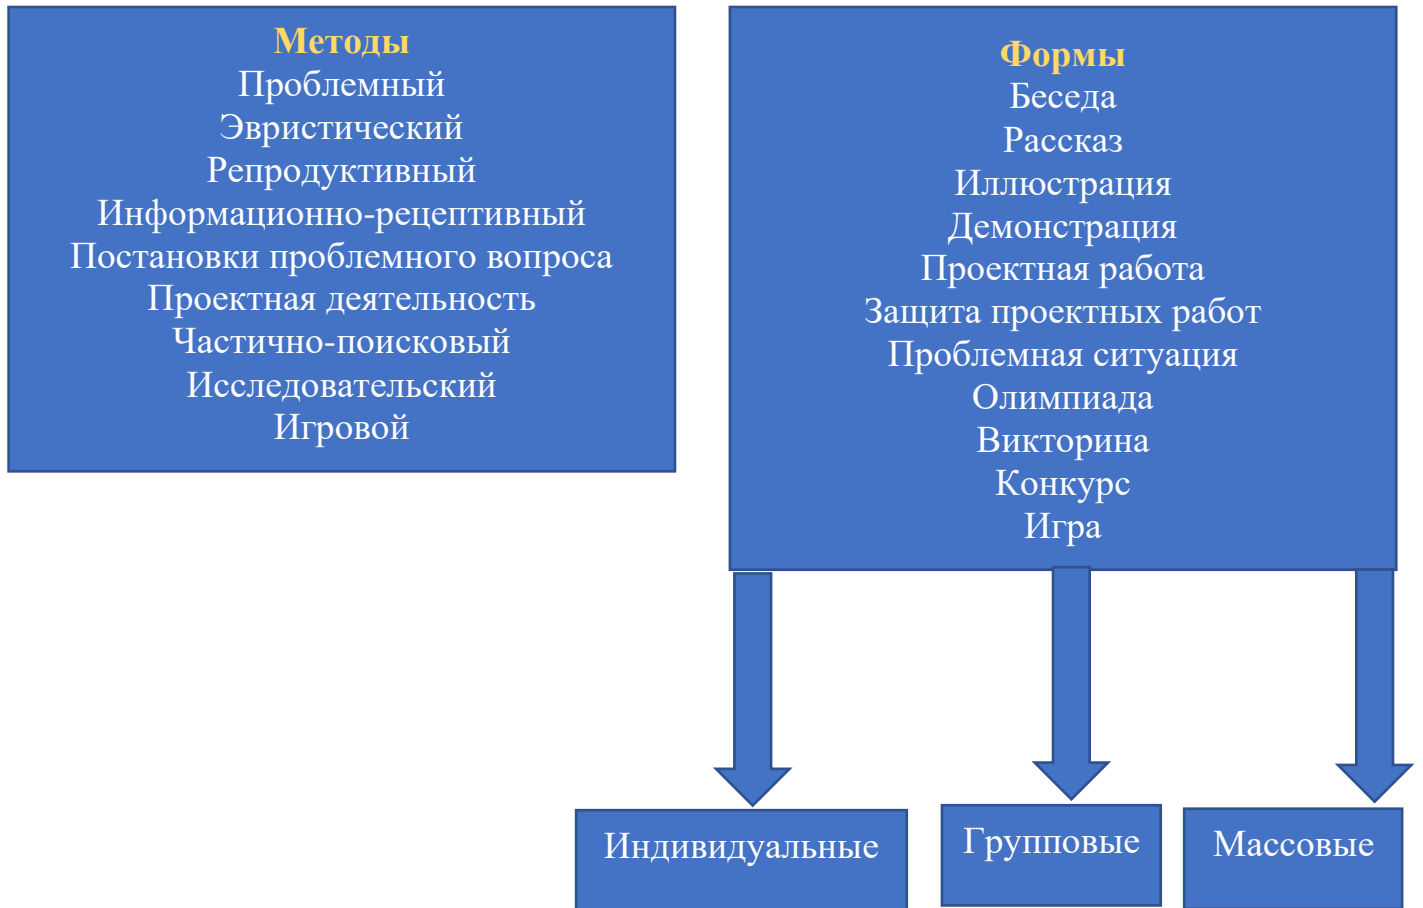 Методы
Проблемный
Эвристический
Репродуктивный
Информационно-рецептивный
Постановки проблемного вопроса
Проектная деятельность
Частично-поисковый
Исследовательский
Игровой
Формы
Беседа
Рассказ
Иллюстрация
Демонстрация
Проектная работа
Защита проектных работ
Проблемная ситуация
Олимпиада
Викторина
Конкурс
Игра
Индивидуальные
Групповые
Массовые